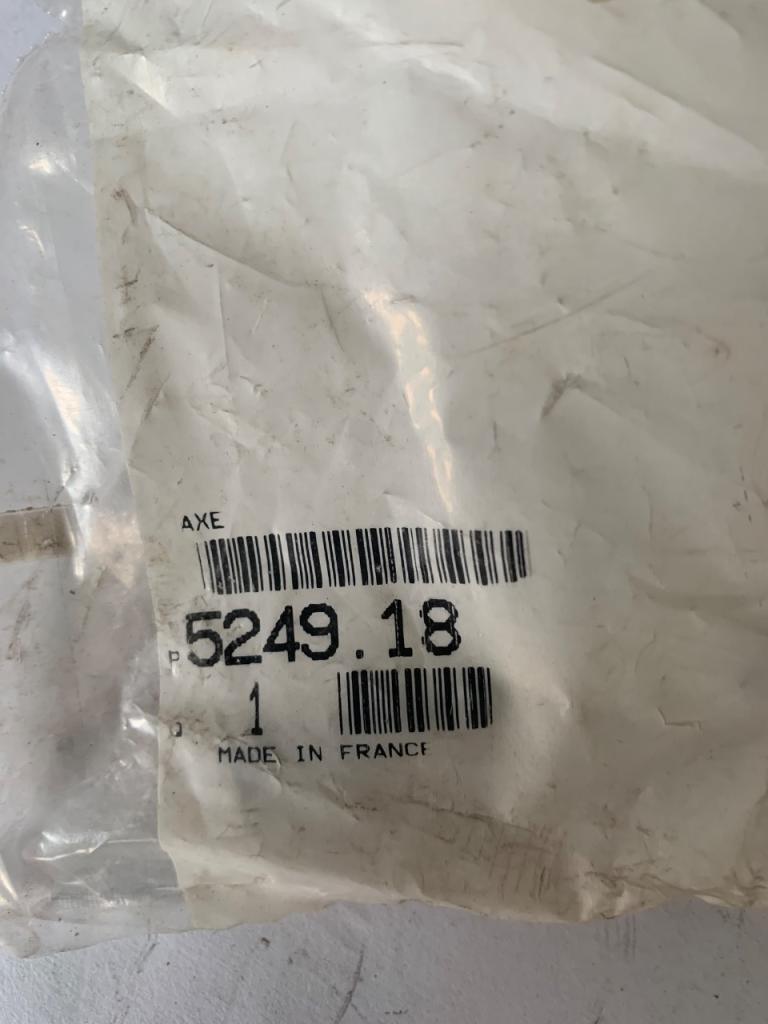 AXE
P 5249.18
Q 1
MADE IN FRANCE